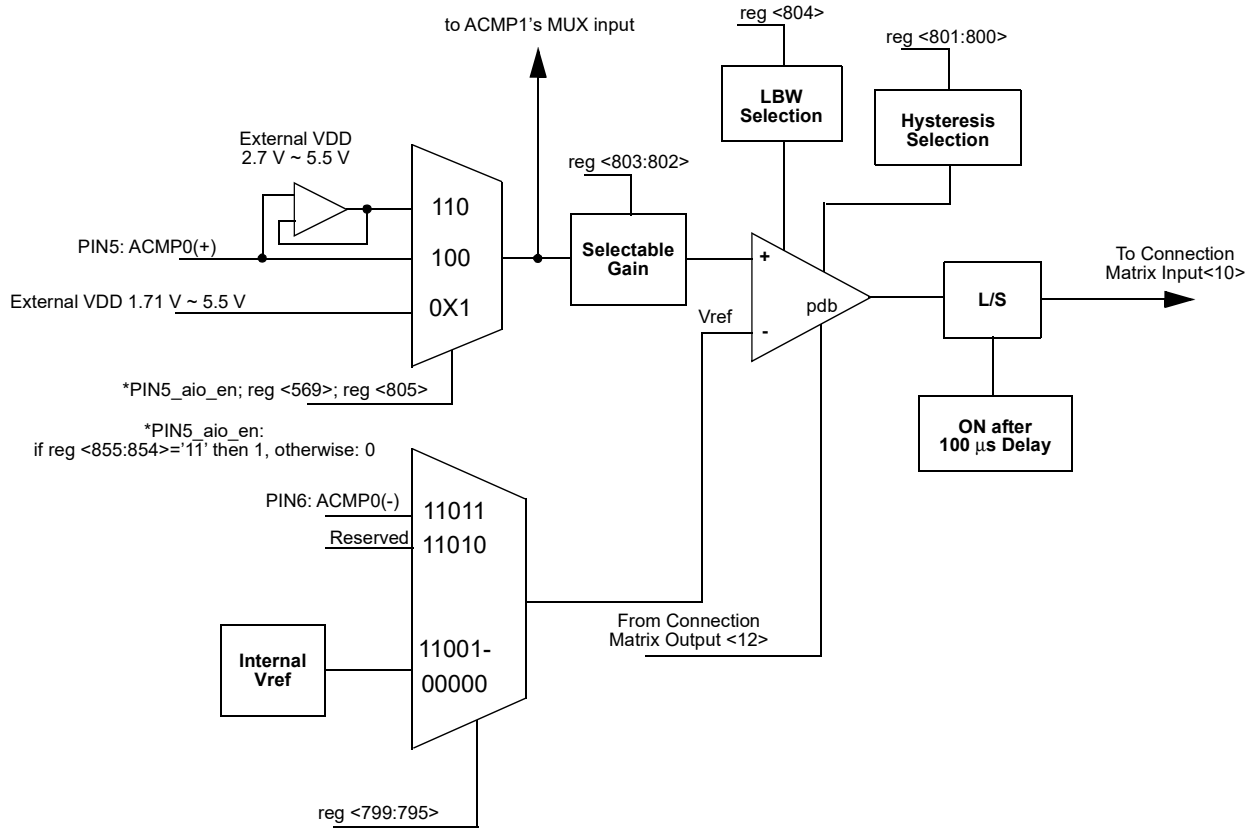 to ACMP1's MUX input
reg <804>
reg <801:800>
LBW
Selection
Hysteresis
Selection
External VDD
2.7 V ~ 5.5 V
reg <803:802>
110
PIN5: ACMP0(+)
100
Selectable
Gain
+
To Connection
Matrix Input<10>
External VDD 1.71 V ~ 5.5 V
0X1
Vref
-
pdb
L/S
*PIN5_aio_en; reg <569>; reg <805>
*PIN5_aio_en:
if reg <855:854>='11' then 1, otherwise: 0
ON after
100 μs Delay
PIN6: ACMP0(-)
11011
Reserved
11010
From Connection
Matrix Output <12>
Internal
Vref
11001-
00000
reg <799:795>